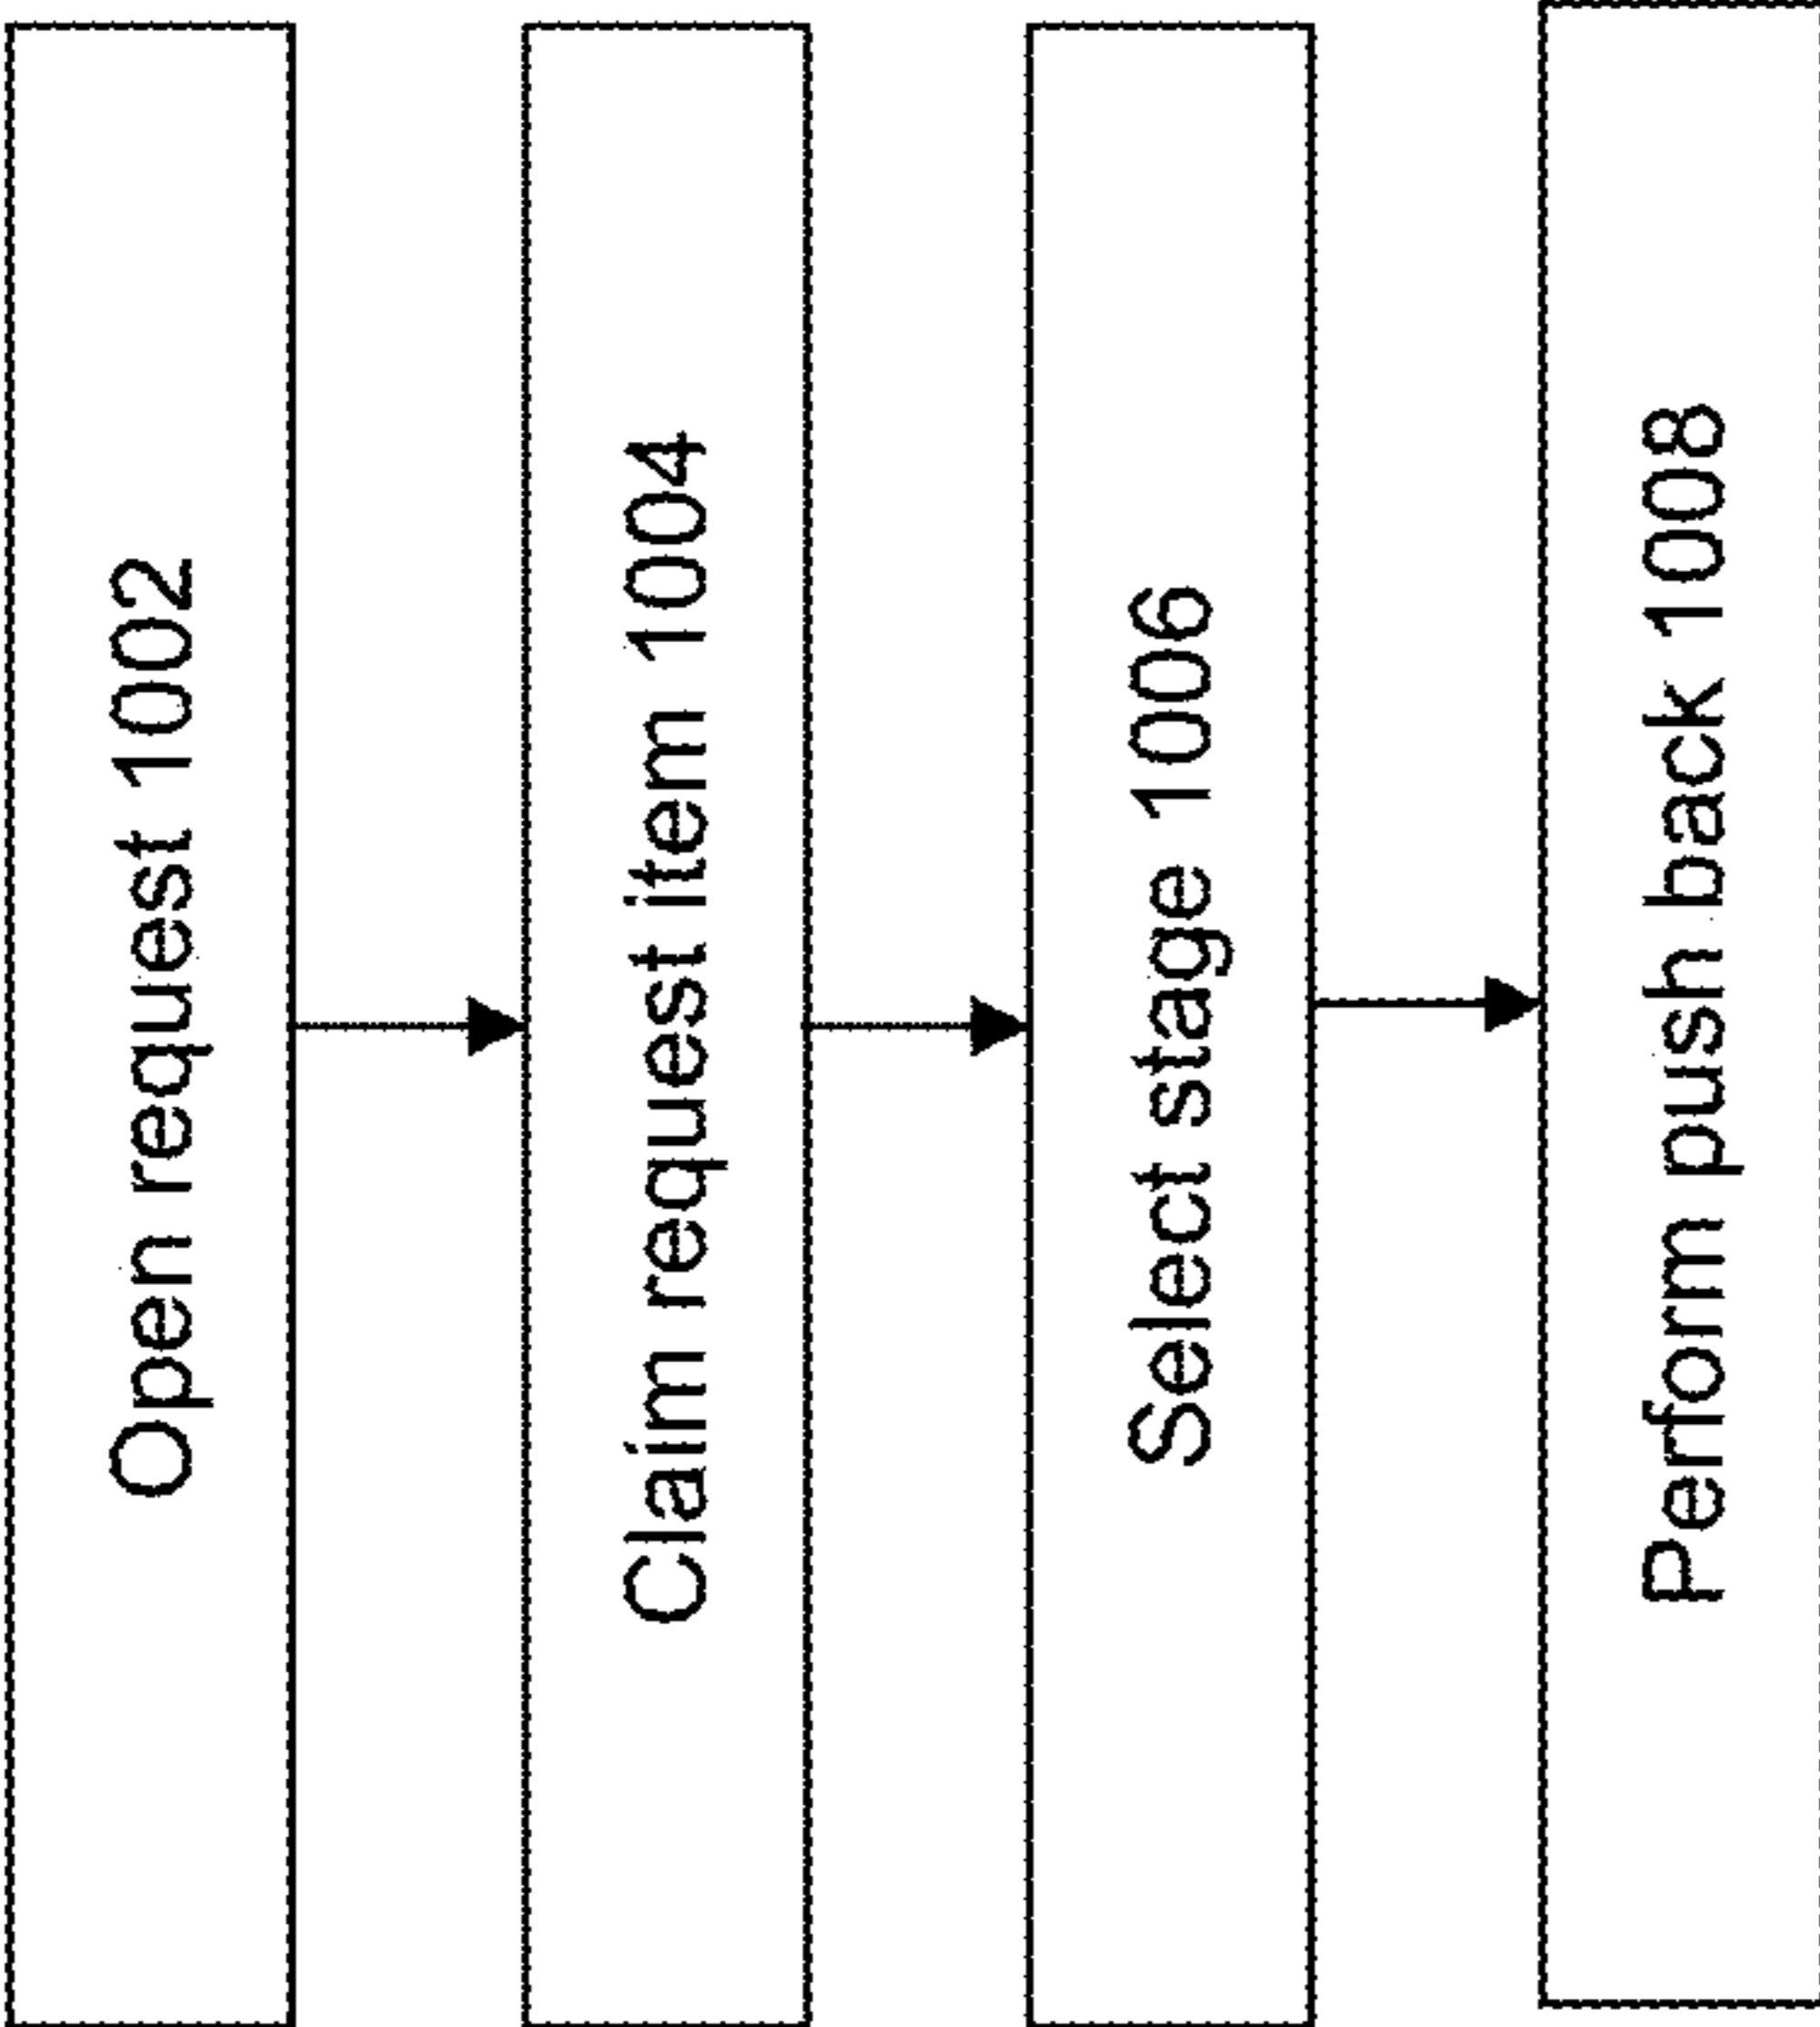 Open request 1002
Claim request item 1004
Select stage 1006
Perform push back 1008